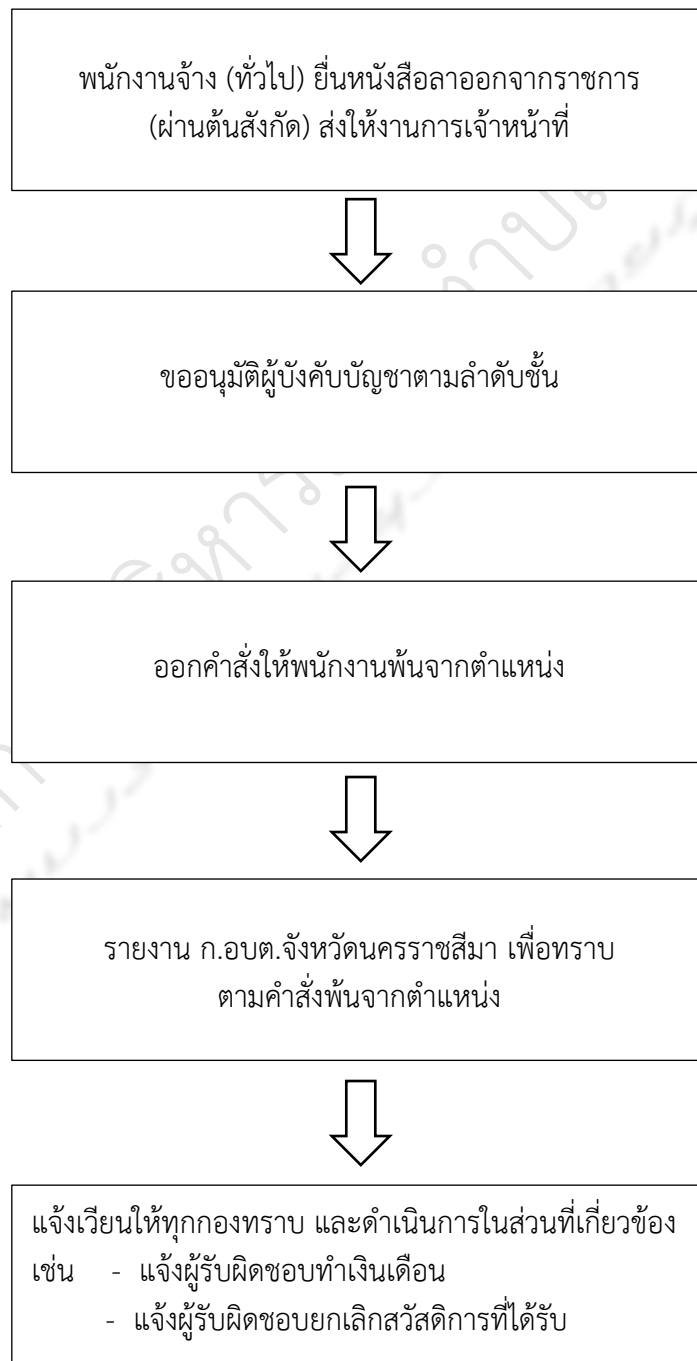 พนักงานจ้าง (ทั่วไป) ยื่นหนังสือลาออกจากราชการ
(ผ่านต้นสังกัด) ส่งให้งานการเจ้าหน้าที่
ขออนุมัติผู้บังคับบัญชาตามลำดับชั้น
ออกคำสั่งให้พนักงานพ้นจากตำแหน่ง
รายงาน ก.อบต.จังหวัดนครราชสีมา เพื่อทราบ
ตามคำสั่งพ้นจากตำแหน่ง
แจ้งเวียนให้ทุกกองทราบ และดำเนินการในส่วนที่เกี่ยวข้อง
เช่น - แจ้งผู้รับผิดชอบทำเงินเดือน
- แจ้งผู้รับผิดชอบยกเลิกสวัสดิการที่ได้รับ